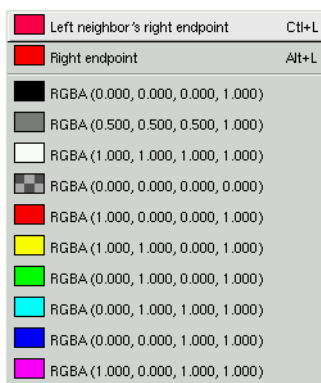 Left neighbor's right endpoint Ctl+L
Right endpoint Alt+L
RGBA (0.000, 0.000, 0.000, 1.000)
RGBA (0.500, 0.500, 0.500, 1.000)
RGBA (1.000, 1.000, 1.000, 1.000)
RGBA (0.000, 0.000, 0.000, 0.000)
RGBA (1.000, 0.000, 0.000, 1.000)
RGBA (1.000, 1.000, 0.000, 1.000)
RGBA (0.000, 1.000, 0.000, 1.000)
RGBA (0.000, 1.000, 1.000, 1.000)
RGBA (0.000, 0.000, 1.000, 1.000)
RGBA (1.000, 0.000, 1.000, 1.000)